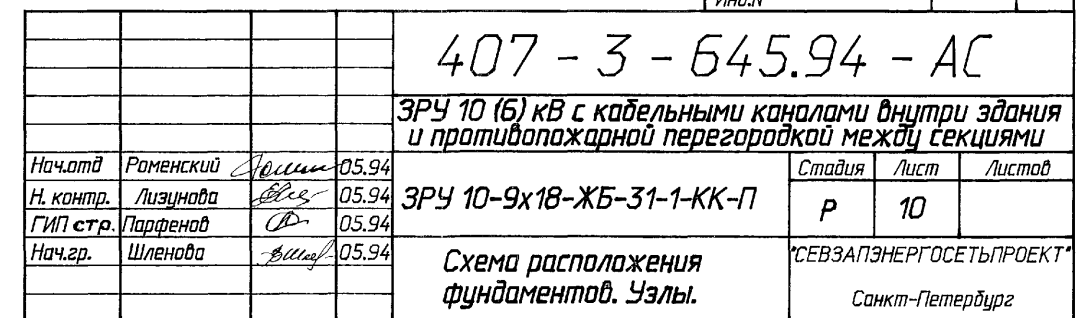 Инв.N
407 - 3 - 645.94 - АС
ЗРУ 10 (6) кВ с кабельными каналами внутри здания
и противопожарной перегородкой между секциями
Нач.отд Роменский 05.94
Н. контр. Лизунова 05.94
ГИП стр. Парфенов 05.94
Нач.гр. Шленова 05.94
ЗРУ 10-9х18-ЖБ-31-1-КК-П
Стадия Лист Листов
Р 10
Схема расположения
фундаментов. Узлы.
"СЕВЗАПЭНЕРГОСЕТЬПРОЕКТ"
Санкт-Петербург